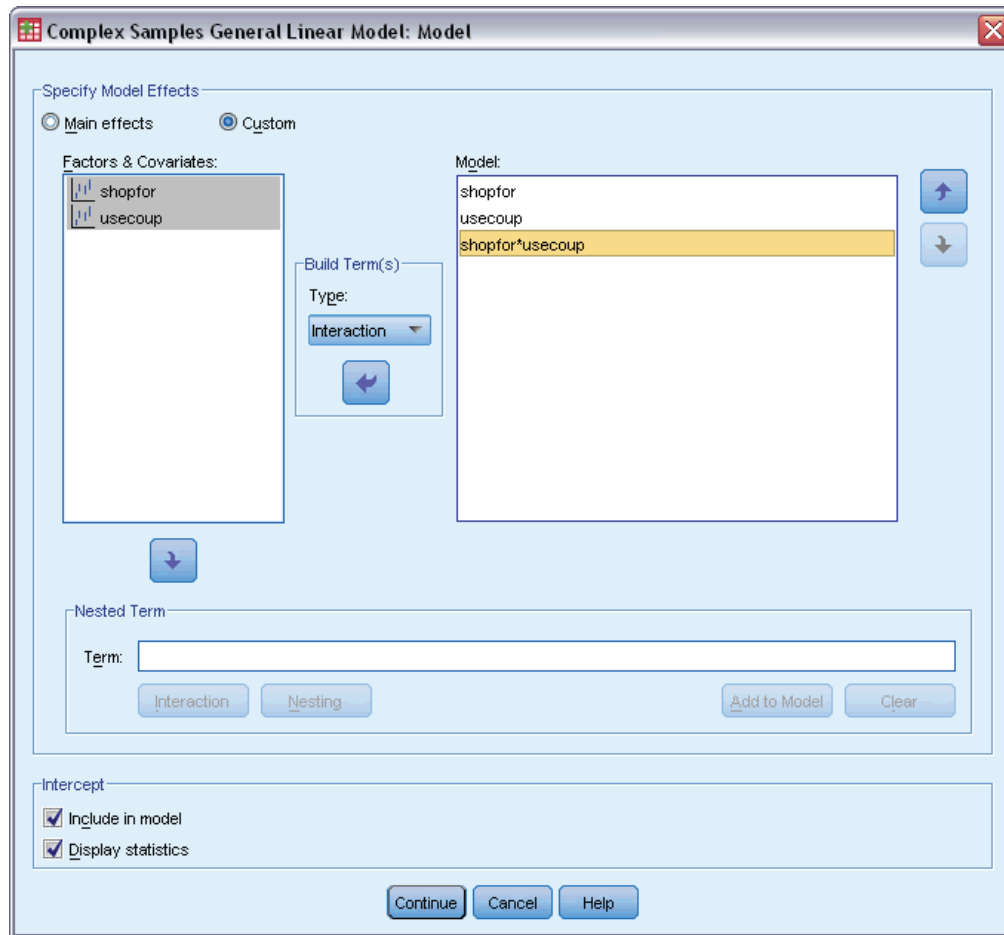 Complex Samples General Linear Model: Model
Specify Model Effects
Main effects
Custom
Factors & Covariates:
shopfor
usecoup
Build Term(s)
Type:
Interaction
Model:
shopfor
usecoup
shopfor*usecoup
Nested Term
Term:
Interaction
Nesting
Add to Model
Clear
Intercept
Include in model
Display statistics
Continue
Cancel
Help